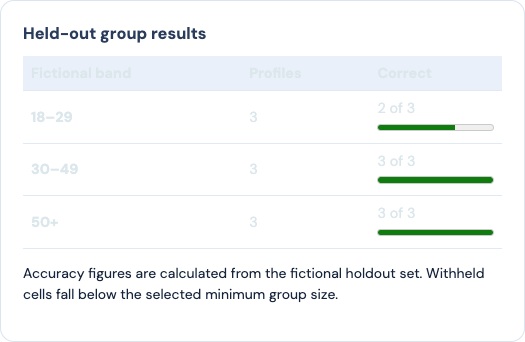 Held-out group results
Fictional band Profiles Correct
18–29 3 2 of 3
30–49 3 3 of 3
50+ 3 3 of 3
Accuracy figures are calculated from the fictional holdout set. Withheld
cells fall below the selected minimum group size.